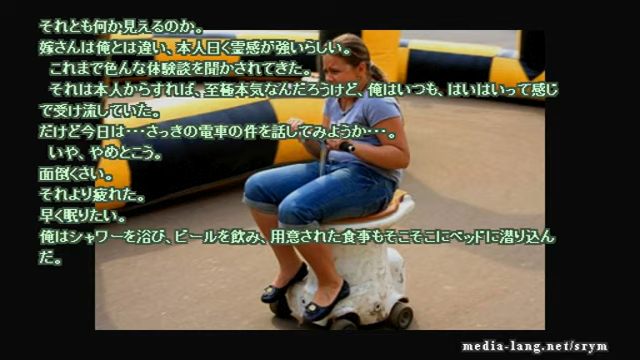 それとも何か見えるのか。
嫁さんは俺とは違い、本人曰く霊感が強いらしい。
　これまで色んな体験談を聞かされてきた。
　それは本人からすれば、至極本気なんだろうけど、俺はいつも、はいはいって感じ
で受け流していた。
だけど今日は・・・さっきの電車の件を話してみようか・・・。
　いや、やめとこう。
面倒くさい。
それより疲れた。
早く眠りたい。
俺はシャワーを浴び、ビールを飲み、用意された食事もそこそこにベッドに潜り込ん
だ。
media-lang.net/srym